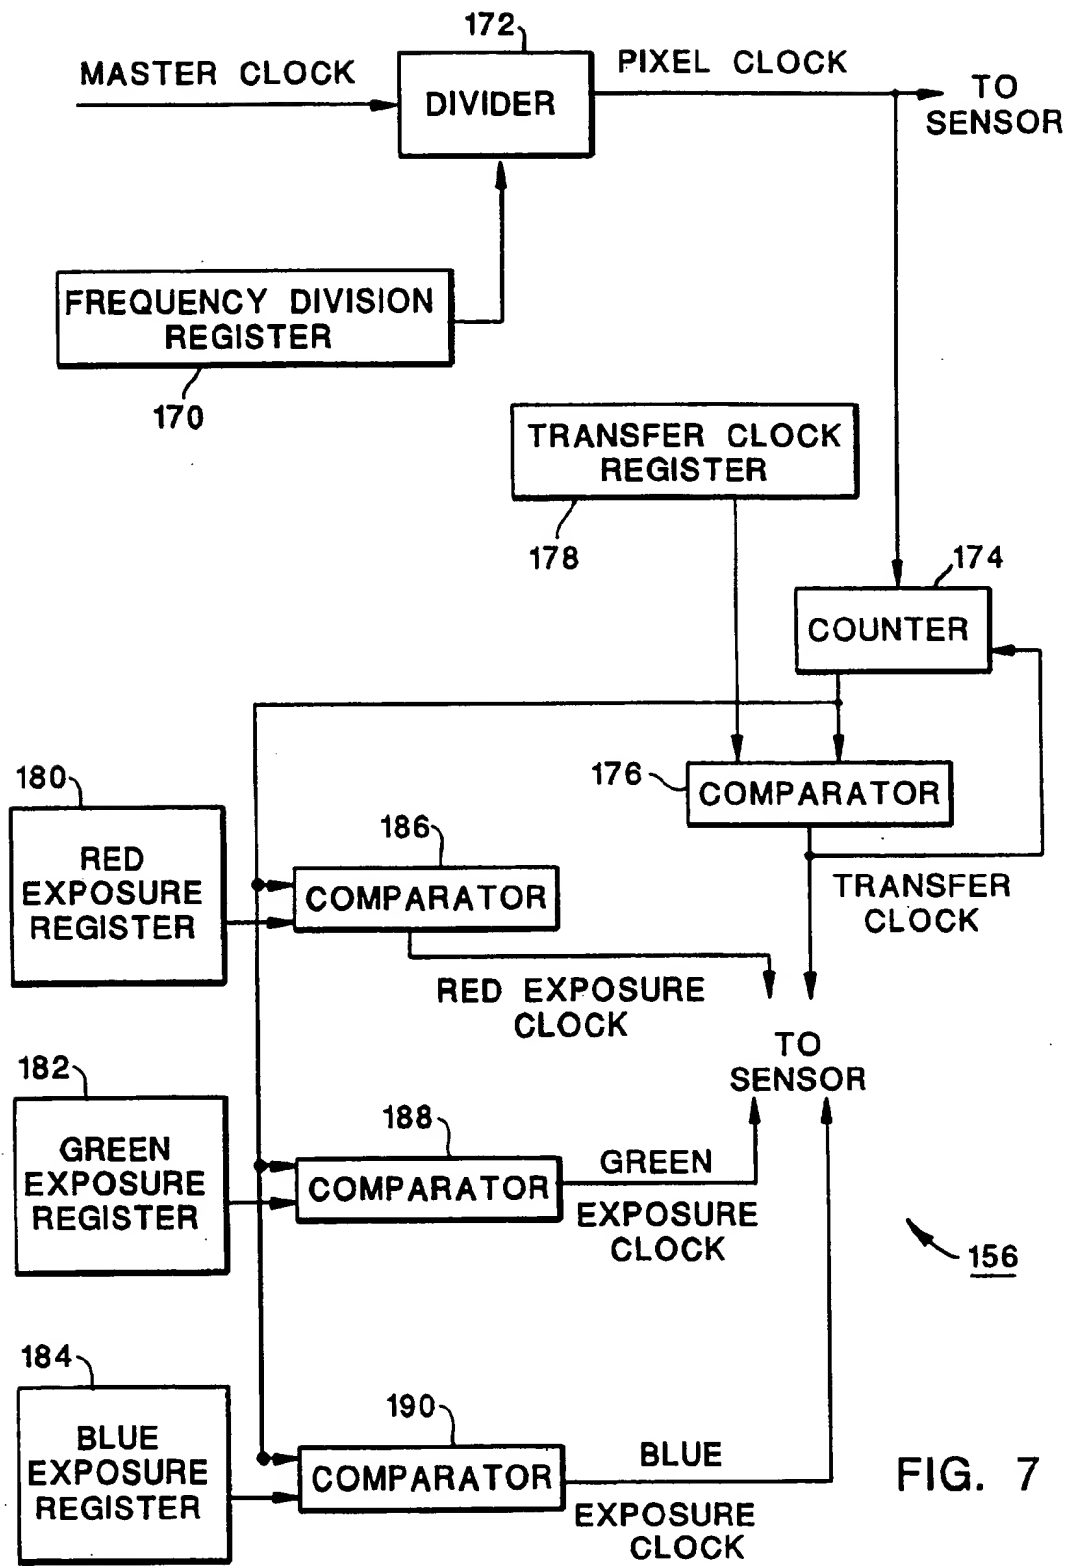 172
MASTER CLOCK
DIVIDER
PIXEL CLOCK
TO
SENSOR
FREQUENCY DIVISION
REGISTER
170
TRANSFER CLOCK
REGISTER
178
174
COUNTER
176
COMPARATOR
TRANSFER
CLOCK
180
RED
EXPOSURE
REGISTER
186
COMPARATOR
RED EXPOSURE
CLOCK
TO
SENSOR
182
GREEN
EXPOSURE
REGISTER
188
COMPARATOR
GREEN
EXPOSURE
CLOCK
156
184
BLUE
EXPOSURE
REGISTER
190
COMPARATOR
BLUE
EXPOSURE
CLOCK
FIG. 7